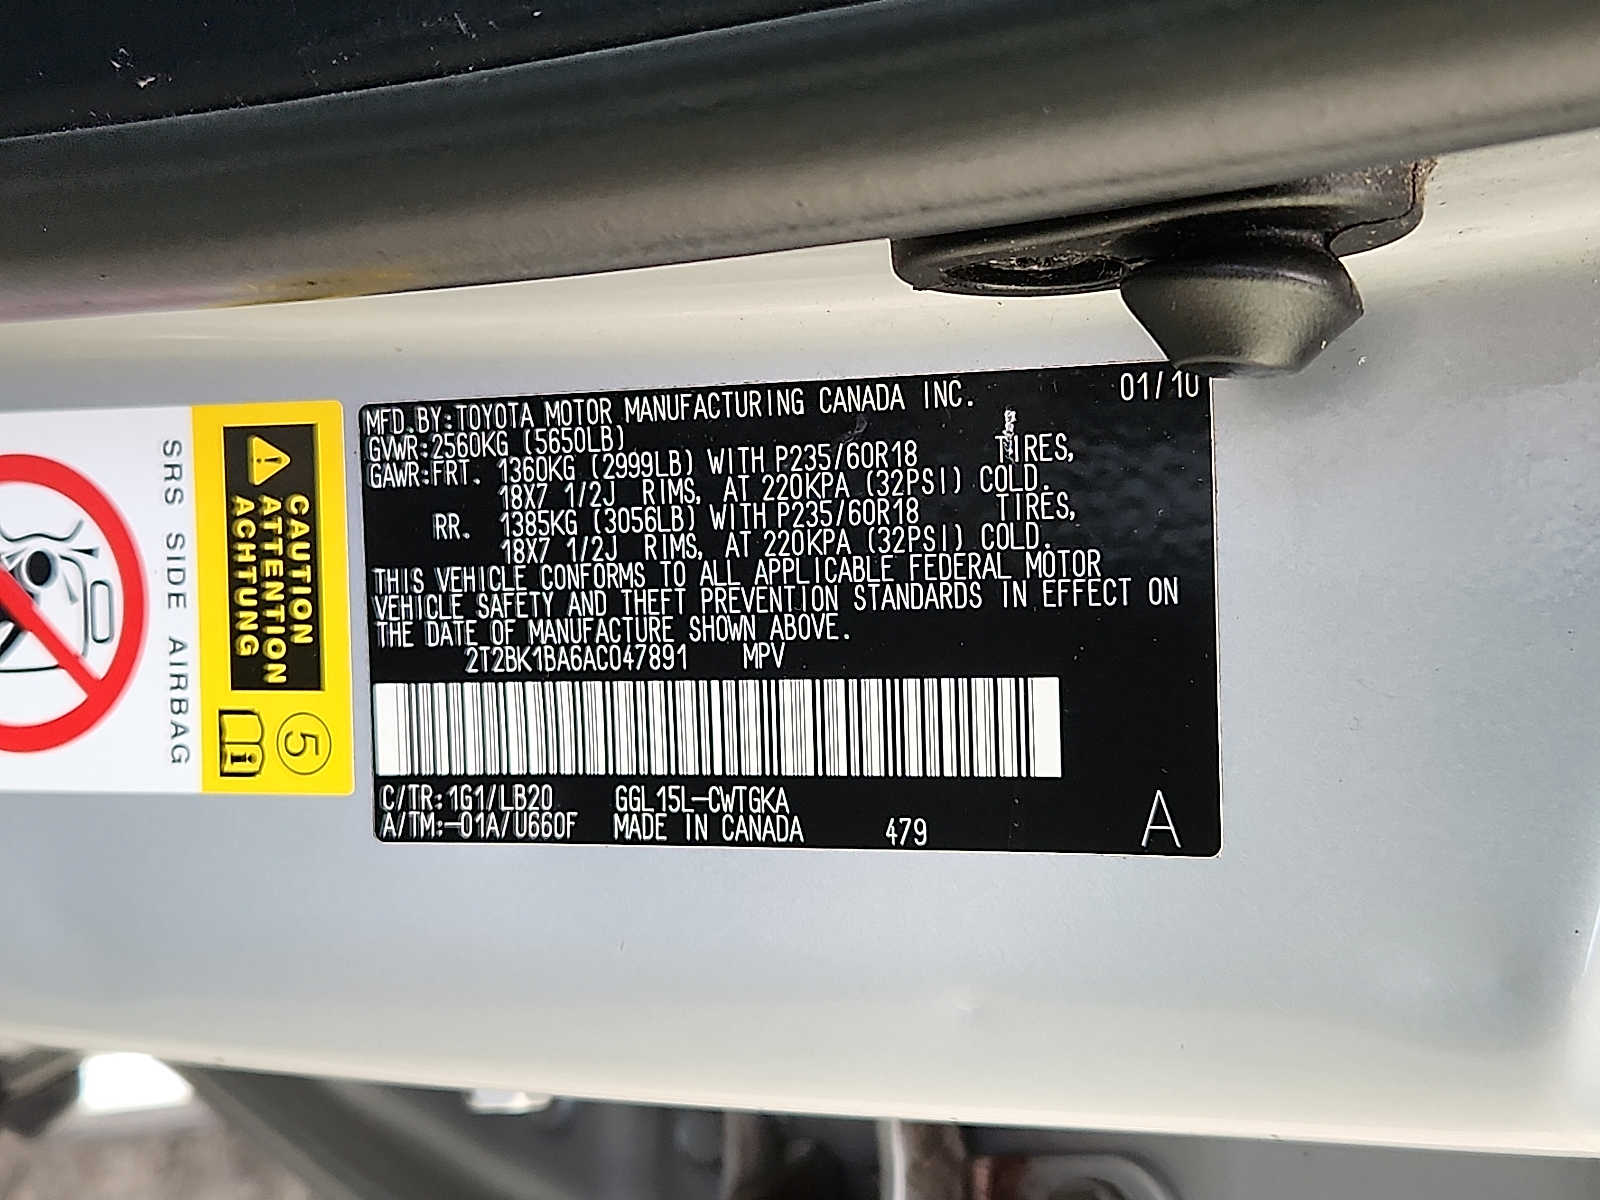 MFD.BY:TOYOTA MOTOR MANUFACTURING CANADA INC. 01/10
GVWR:2560KG (5650LB)
GAWR:FRT. 1360KG (2999LB) WITH P235/60R18 TIRES,
18X7 1/2J RIMS, AT 220KPA (32PSI) COLD.
RR. 1385KG (3056LB) WITH P235/60R18 TIRES,
18X7 1/2J RIMS, AT 220KPA (32PSI) COLD.
THIS VEHICLE CONFORMS TO ALL APPLICABLE FEDERAL MOTOR
VEHICLE SAFETY AND THEFT PREVENTION STANDARDS IN EFFECT ON
THE DATE OF MANUFACTURE SHOWN ABOVE.
2T2BK1BA6AC047891 MPV
C/TR:1G1/LB20 GGL15L-CWTGKA
A/TM:-01A/U660F MADE IN CANADA 479 A
CAUTION
ATTENTION
ACHTUNG
5
i
SRS SIDE AIRBAG